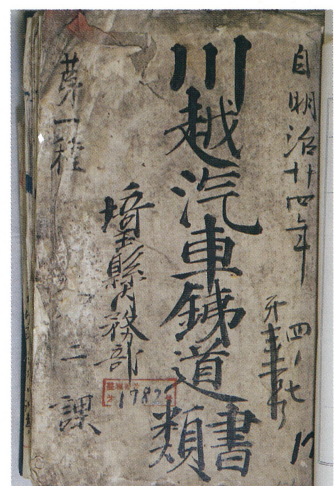 自明治廿四年
川越汽車鉄道書類
埼玉縣内務部
二課
第一種
1787